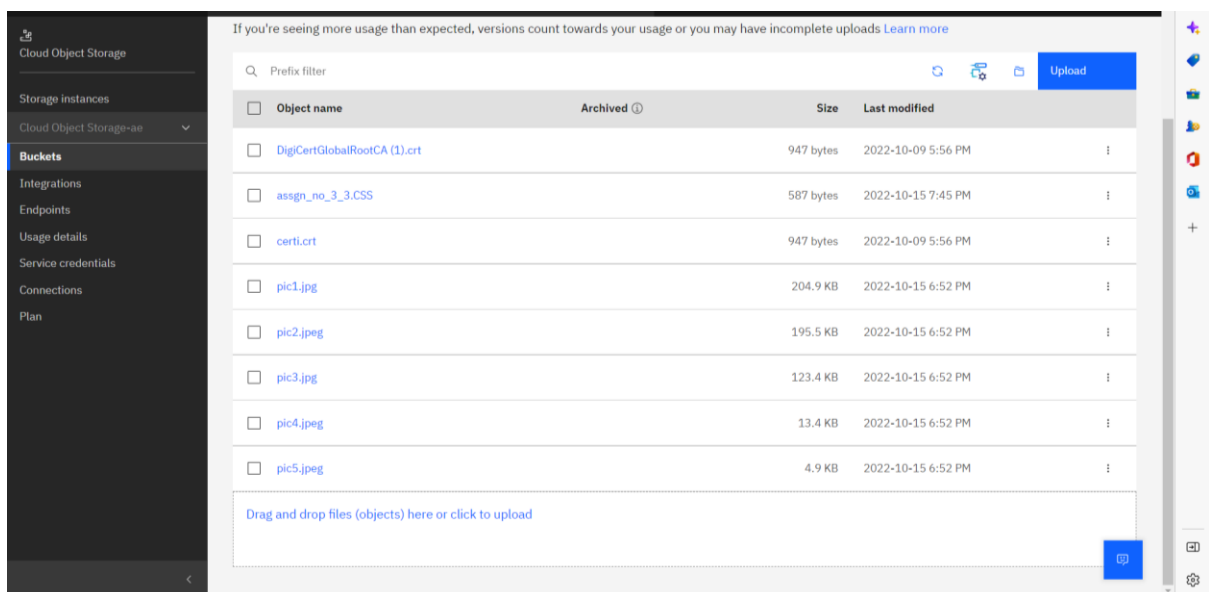 Cloud Object Storage
Storage instances
Cloud Object Storage-ae
Buckets
Integrations
Endpoints
Usage details
Service credentials
Connections
Plan
If you're seeing more usage than expected, versions count towards your usage or you may have incomplete uploads Learn more
Prefix filter Upload
Object name Archived Size Last modified
DigiCertGlobalRootCA (1).crt 947 bytes 2022-10-09 5:56 PM
assgn_no_3_3.CSS 587 bytes 2022-10-15 7:45 PM
certi.crt 947 bytes 2022-10-09 5:56 PM
pic1.jpg 204.9 KB 2022-10-15 6:52 PM
pic2.jpeg 195.5 KB 2022-10-15 6:52 PM
pic3.jpg 123.4 KB 2022-10-15 6:52 PM
pic4.jpeg 13.4 KB 2022-10-15 6:52 PM
pic5.jpeg 4.9 KB 2022-10-15 6:52 PM
Drag and drop files (objects) here or click to upload